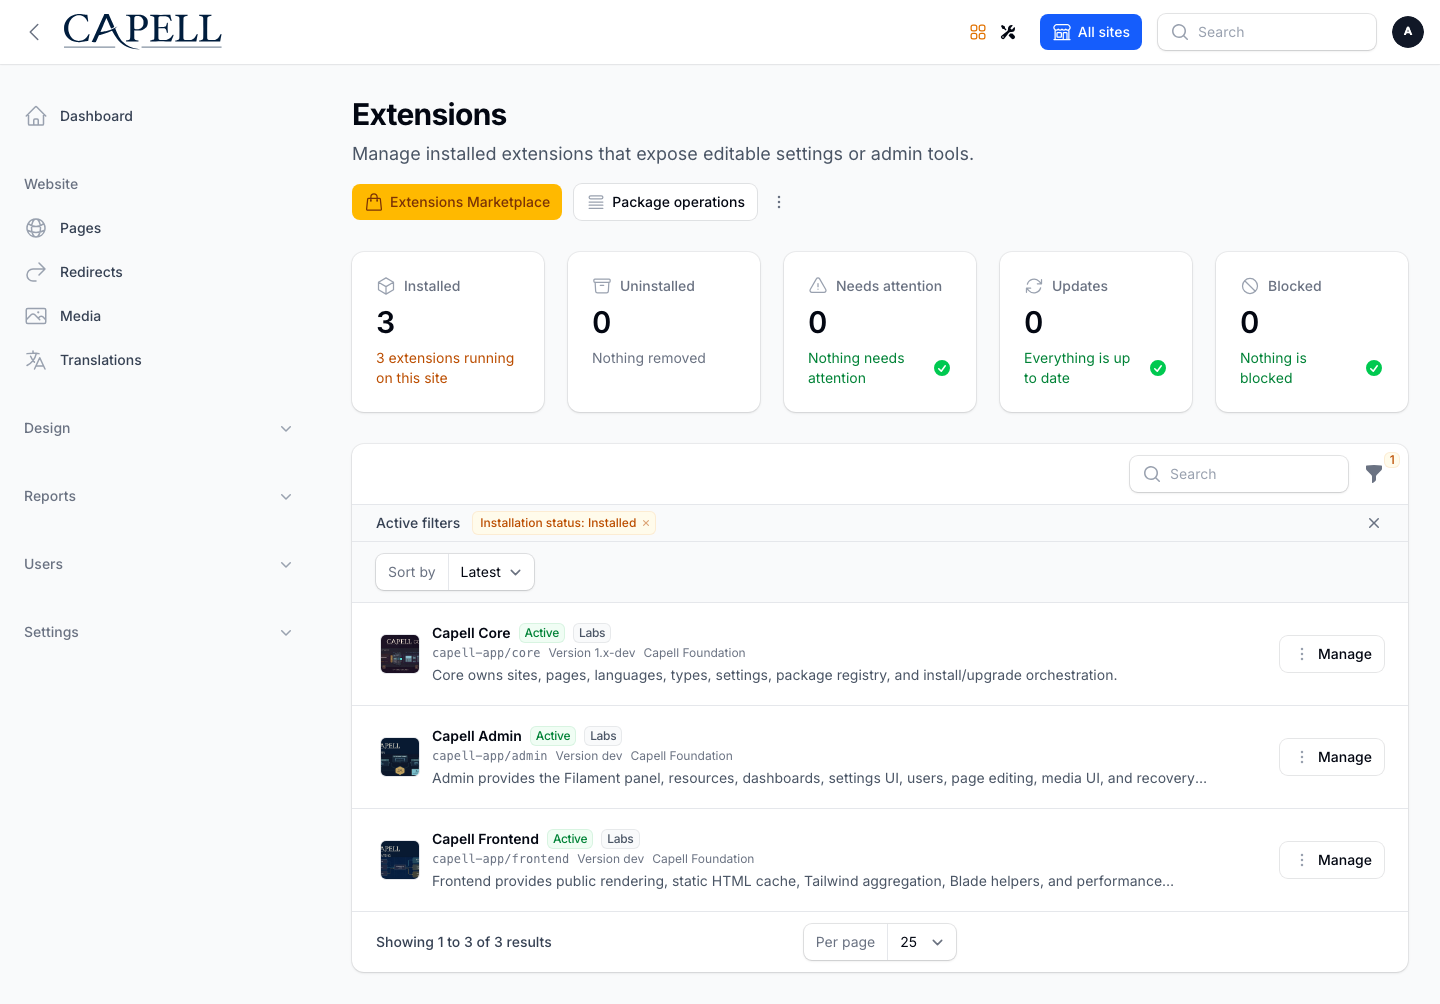 CAPELL
All sites
Search
A
Dashboard
Website
Pages
Redirects
Media
Translations
Design
Reports
Users
Settings
Extensions
Manage installed extensions that expose editable settings or admin tools.
Extensions Marketplace
Package operations
Installed
3
3 extensions running
on this site
Uninstalled
0
Nothing removed
Needs attention
0
Nothing needs
attention
Updates
0
Everything is up
to date
Blocked
0
Nothing is
blocked
Search
1
Active filters
Installation status: Installed
Sort by
Latest
Capell Core Active Labs
capell-app/core Version 1.x-dev Capell Foundation
Core owns sites, pages, languages, types, settings, package registry, and install/upgrade orchestration.
Manage
Capell Admin Active Labs
capell-app/admin Version dev Capell Foundation
Admin provides the Filament panel, resources, dashboards, settings UI, users, page editing, media UI, and recovery...
Manage
Capell Frontend Active Labs
capell-app/frontend Version dev Capell Foundation
Frontend provides public rendering, static HTML cache, Tailwind aggregation, Blade helpers, and performance...
Manage
Showing 1 to 3 of 3 results
Per page
25